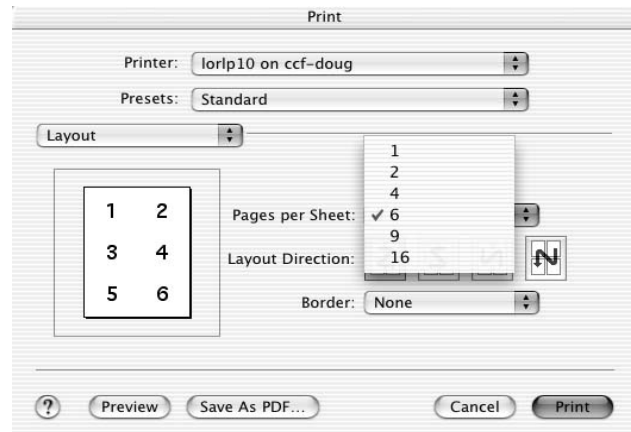 Print
Printer: lorlp10 on ccf-doug
Presets: Standard
Layout
1
2
4
Pages per Sheet: ✓ 6
9
Layout Direction: 16
Border: None
1 2
3 4
5 6
? Preview Save As PDF... Cancel Print